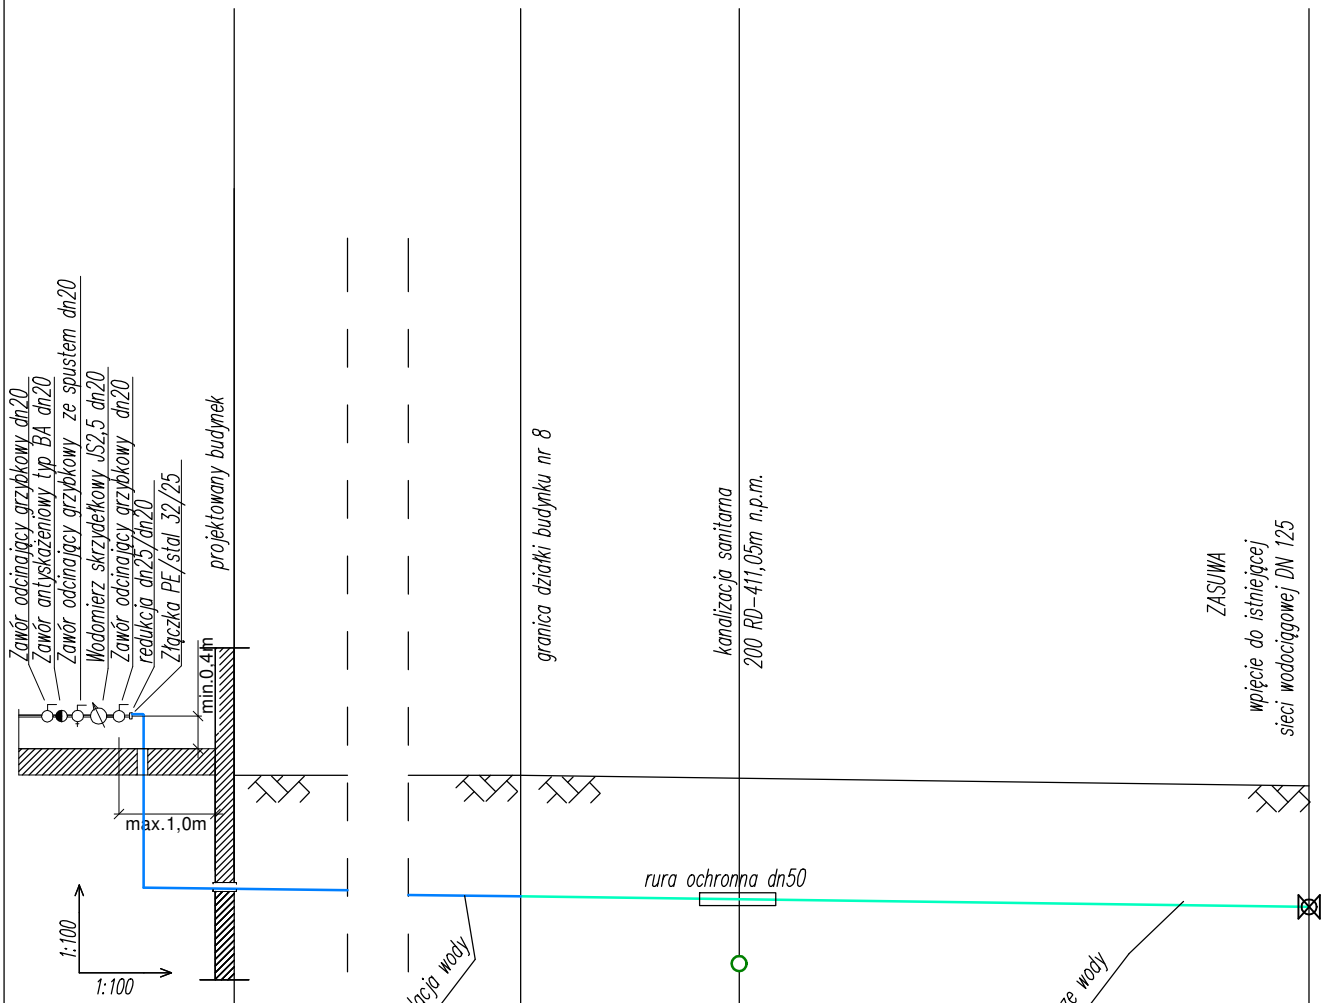 Zawór odcinający grzybkowy dn20
Zawór antyskażeniowy typ BA dn20
Zawór odcinający grzybkowy ze spustem dn20
Wodomierz skrzydełkowy JS2,5 dn20
Zawór odcinający grzybkowy dn20
redukcja dn25/dn20
Złączka PE/stal 32/25
projektowany budynek
min.0,4m
max.1,0m
granica działki budynku nr 8
kanalizacja sanitarna
200 RD-411,05m n.p.m.
ZASUWA
wpięcie do istniejącej
sieci wodociągowej DN 125
rura ochronna dn50
1:100
1:100
wody
wody